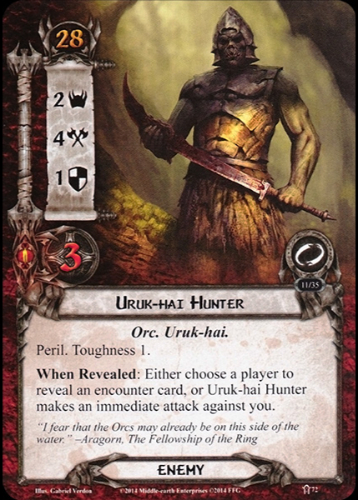 28
2
4
1
3
11/35
Uruk-hai Hunter
Orc. Uruk-hai.
Peril. Toughness 1.
When Revealed: Either choose a player to
reveal an encounter card, or Uruk-hai Hunter
makes an immediate attack against you.
"I fear that the Orcs may already be on this side of the
water." –Aragorn, The Fellowship of the Ring
ENEMY
Illus. Gabriel Verdon ©2014 Middle-earth Enterprises ©2014 FFG 72